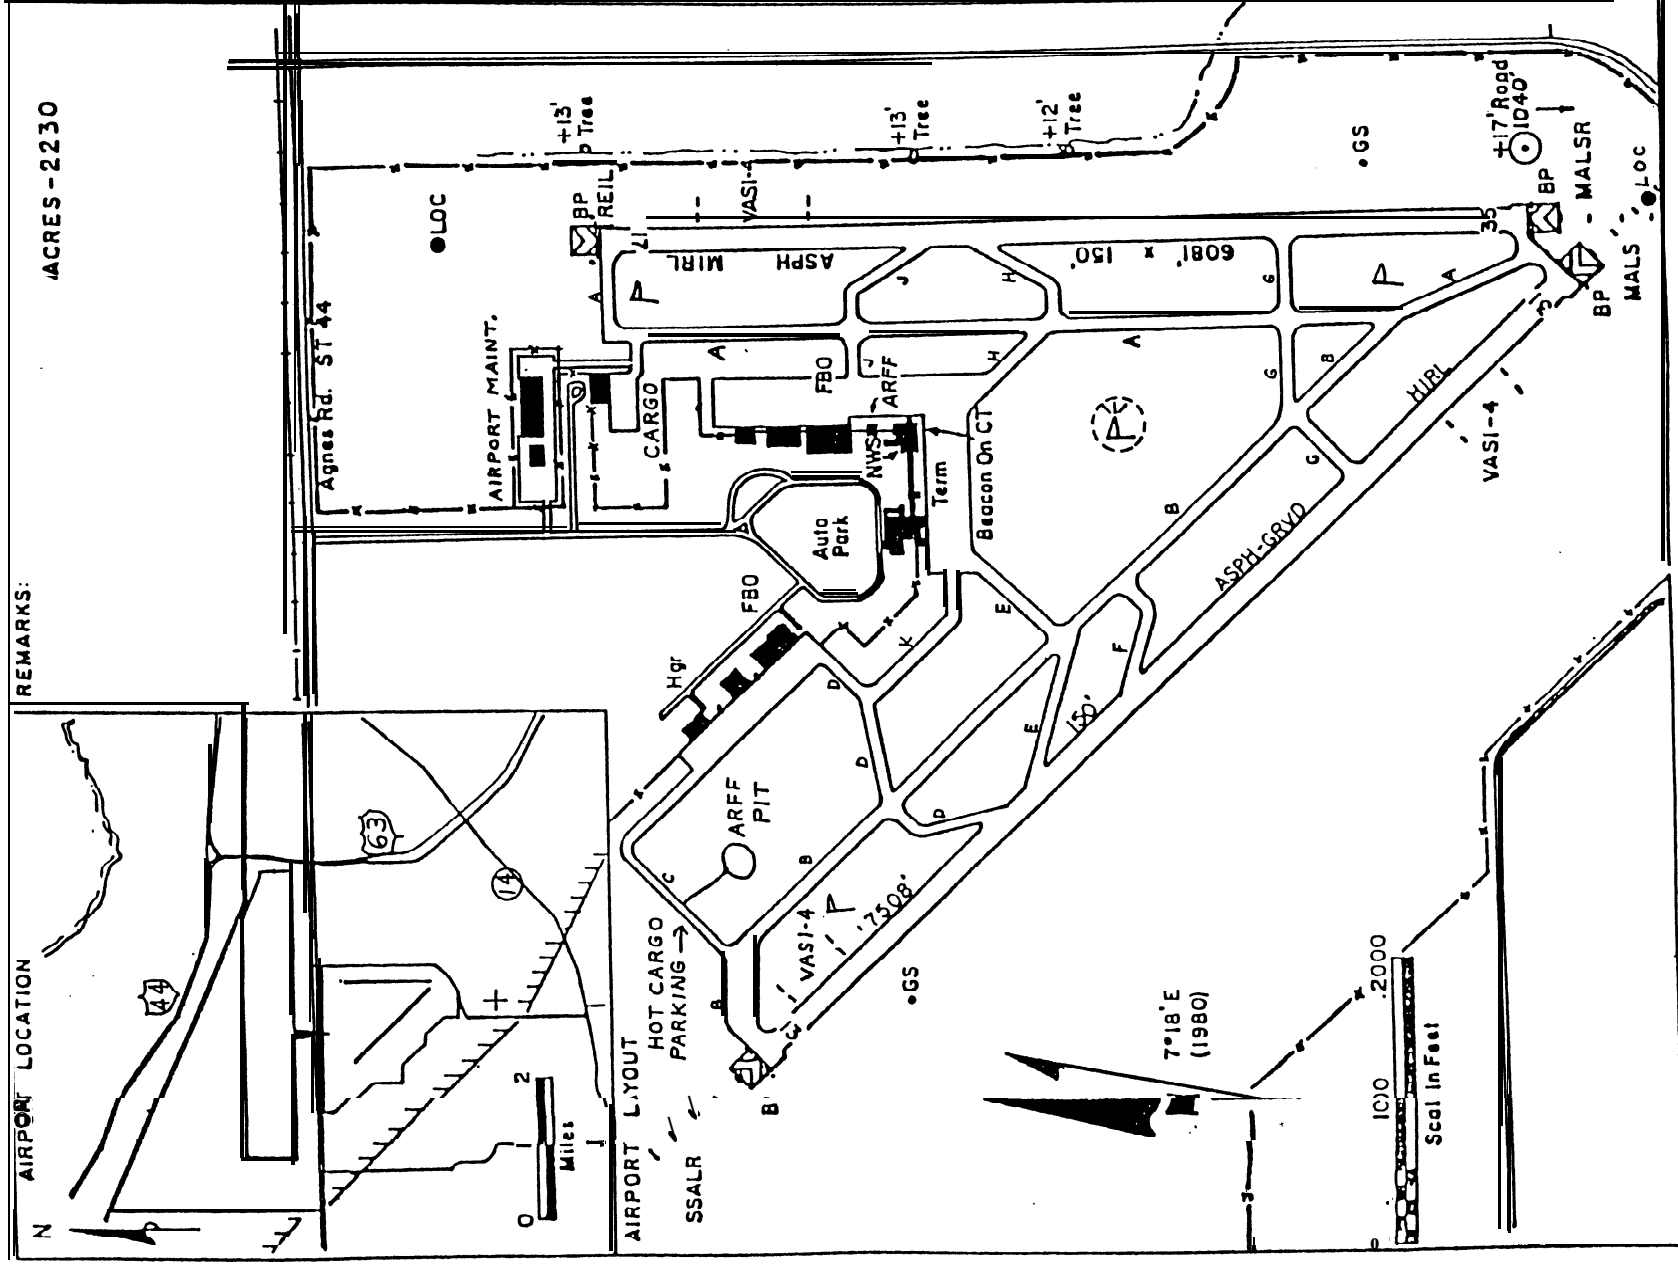 AIRPORT LOCATION
REMARKS:
ACRES-2230
N
44
63
14
0 1 2
Miles
AIRPORT LAYOUT
Agnes Rd. ST 44
LOC
+13'
Tree
+13'
Tree
+12'
Tree
+17' Road
1040'
AIRPORT MAINT.
BP
REIL
VASI-4
17
MIRL
ASPH
6081' x 150'
35
GS
BP
MALSR
LOC
MALS
BP
A
A
J
H
G
A
P
P
CARGO
FBO
J
ARFF
H
A
G
B
NWS
Term
Beacon On CT
Auto
Park
FBO
Hgr
K
E
D
D
E
F
B
G
P
HIRL
VASI-4
ASPH-GRVD
150'
D
B
C
ARFF
PIT
HOT CARGO
PARKING →
B
VASI-4
P
7508'
GS
B
SSALR
7°18'E
(1980)
0 2000
Scal In Feet